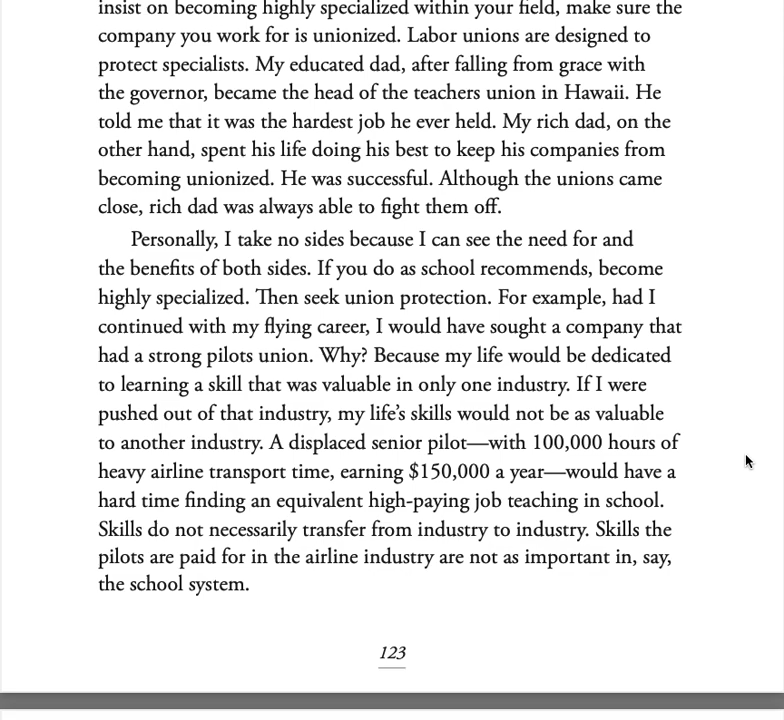 insist on becoming highly specialized within your field, make sure the
company you work for is unionized. Labor unions are designed to
protect specialists. My educated dad, after falling from grace with
the governor, became the head of the teachers union in Hawaii. He
told me that it was the hardest job he ever held. My rich dad, on the
other hand, spent his life doing his best to keep his companies from
becoming unionized. He was successful. Although the unions came
close, rich dad was always able to fight them off.
Personally, I take no sides because I can see the need for and
the benefits of both sides. If you do as school recommends, become
highly specialized. Then seek union protection. For example, had I
continued with my flying career, I would have sought a company that
had a strong pilots union. Why? Because my life would be dedicated
to learning a skill that was valuable in only one industry. If I were
pushed out of that industry, my life’s skills would not be as valuable
to another industry. A displaced senior pilot—with 100,000 hours of
heavy airline transport time, earning $150,000 a year—would have a
hard time finding an equivalent high-paying job teaching in school.
Skills do not necessarily transfer from industry to industry. Skills the
pilots are paid for in the airline industry are not as important in, say,
the school system.
123